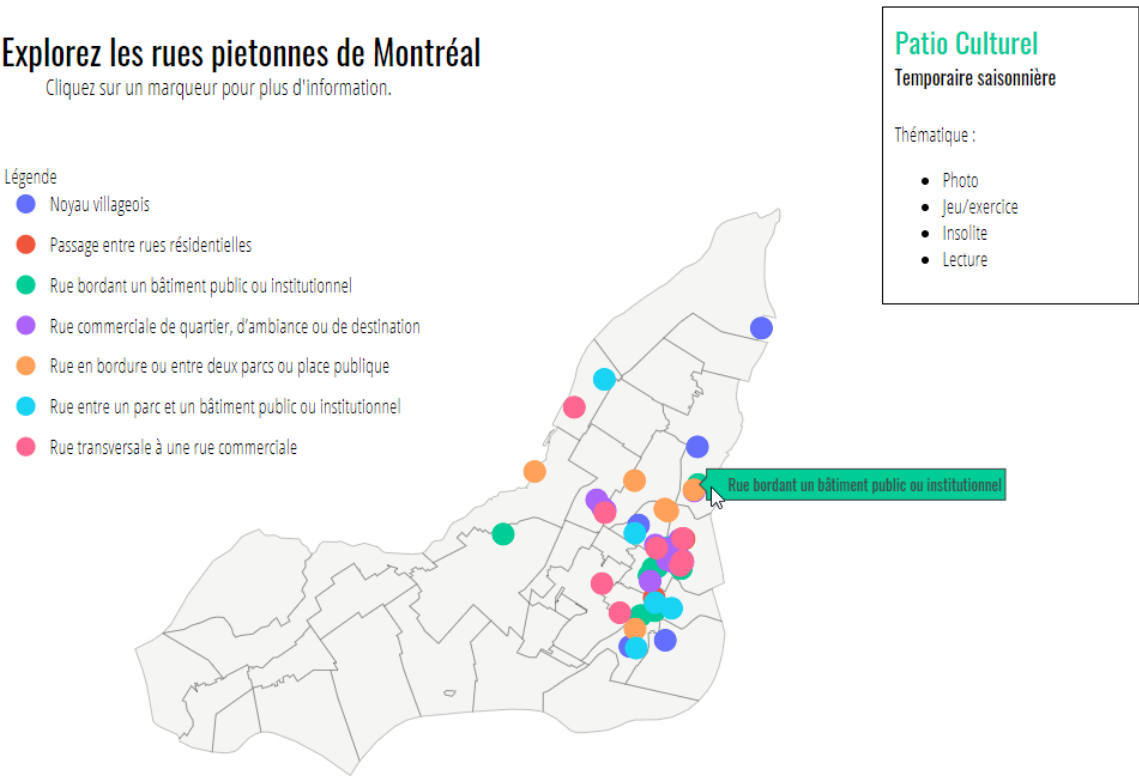 Explorez les rues pietonnes de Montréal
Cliquez sur un marqueur pour plus d'information.
Légende
Noyau villageois
Passage entre rues résidentielles
Rue bordant un bâtiment public ou institutionnel
Rue commerciale de quartier, d’ambiance ou de destination
Rue en bordure ou entre deux parcs ou place publique
Rue entre un parc et un bâtiment public ou institutionnel
Rue transversale à une rue commerciale
Rue bordant un bâtiment public ou institutionnel
Patio Culturel
Temporaire saisonnière
Thématique :
Photo
Jeu/exercice
Insolite
Lecture